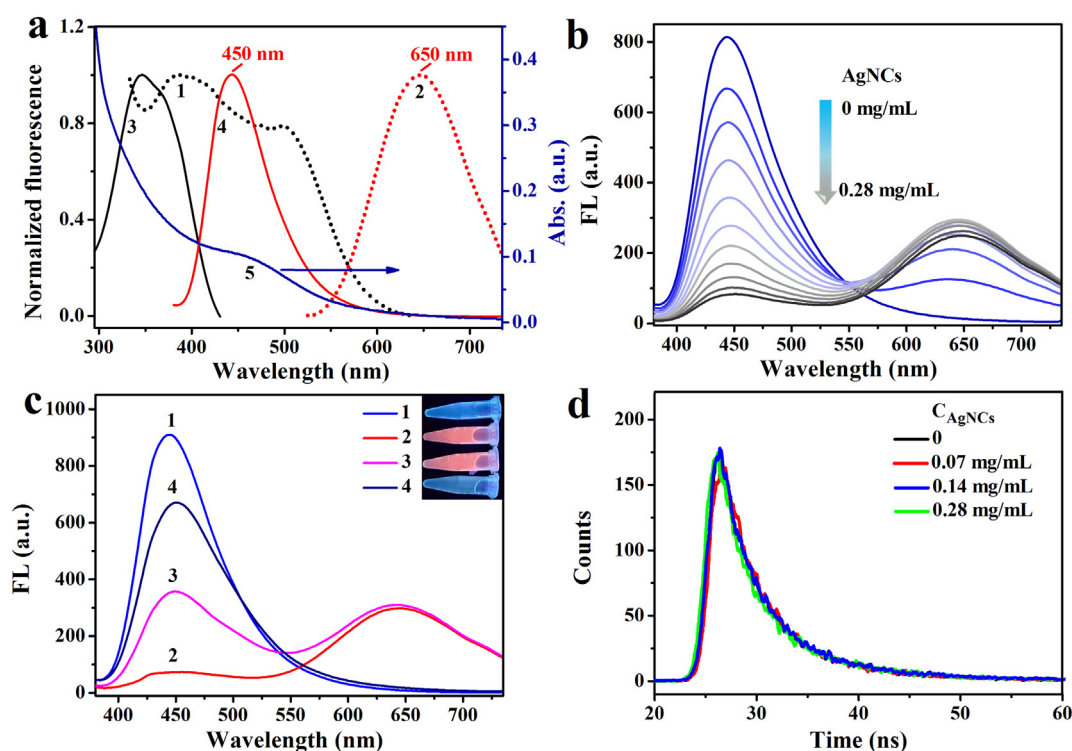 a
1.2
0.8
0.4
0.0
Normalized fluorescence
450 nm
650 nm
1
2
3
4
5
0.4
0.3
0.2
0.1
0.0
Abs. (a.u.)
300 400 500 600 700
Wavelength (nm)
b
800
600
400
200
0
FL (a.u.)
AgNCs
0 mg/mL
0.28 mg/mL
400 450 500 550 600 650 700
Wavelength (nm)
c
1000
800
600
400
200
0
FL (a.u.)
1
4
3
2
1
2
3
4
400 450 500 550 600 650 700
Wavelength (nm)
d
200
150
100
50
0
Counts
CAgNCs
0
0.07 mg/mL
0.14 mg/mL
0.28 mg/mL
20 30 40 50 60
Time (ns)